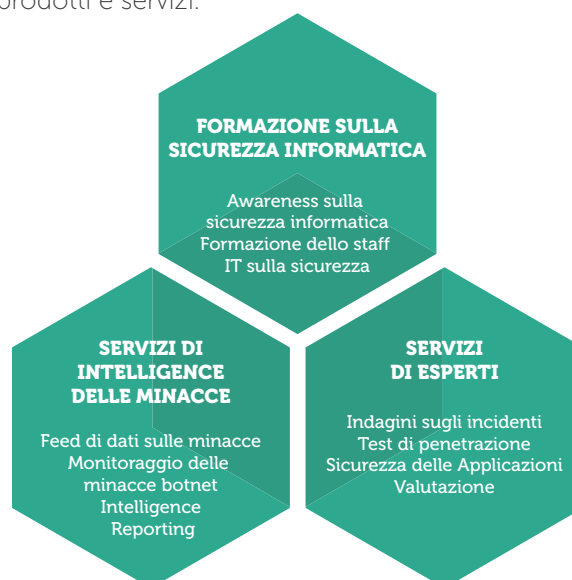 prodotti e servizi.
FORMAZIONE SULLA
SICUREZZA INFORMATICA
Awareness sulla
sicurezza informatica
Formazione dello staff
IT sulla sicurezza
SERVIZI DI
INTELLIGENCE
DELLE MINACCE
Feed di dati sulle minacce
Monitoraggio delle
minacce botnet
Intelligence
Reporting
SERVIZI
DI ESPERTI
Indagini sugli incidenti
Test di penetrazione
Sicurezza delle Applicazioni
Valutazione